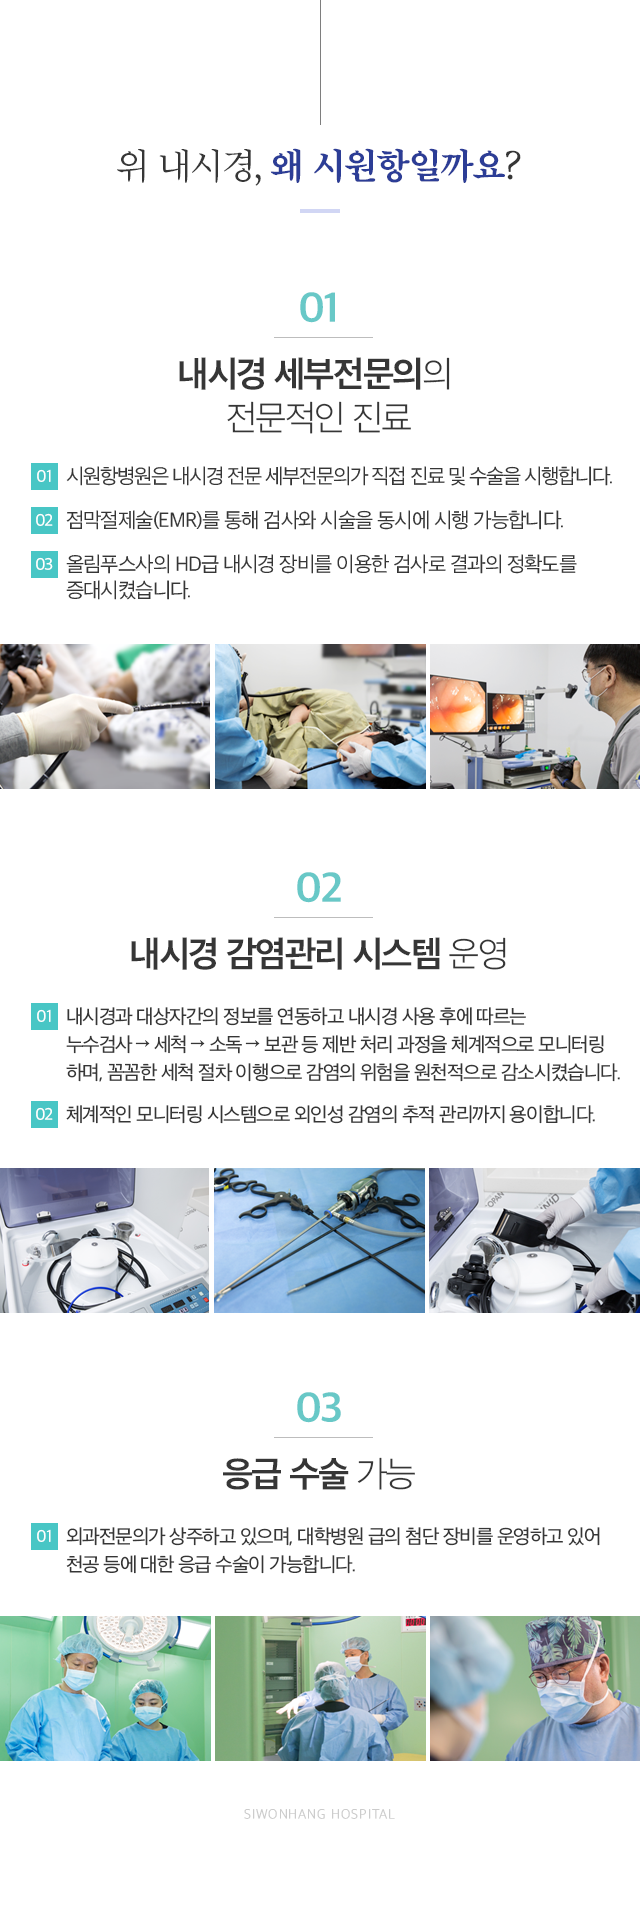 위 내시경, 왜 시원항일까요?
01
내시경 세부전문의의
전문적인 진료
01 시원항병원은 내시경 전문 세부전문의가 직접 진료 및 수술을 시행합니다.
02 점막절제술(EMR)를 통해 검사와 시술을 동시에 시행 가능합니다.
03 올림푸스사의 HD급 내시경 장비를 이용한 검사로 결과의 정확도를
증대시켰습니다.
02
내시경 감염관리 시스템 운영
01 내시경과 대상자간의 정보를 연동하고 내시경 사용 후에 따르는
누수검사 → 세척 → 소독 → 보관 등 제반 처리 과정을 체계적으로 모니터링
하며, 꼼꼼한 세척 절차 이행으로 감염의 위험을 원천적으로 감소시켰습니다.
02 체계적인 모니터링 시스템으로 외인성 감염의 추적 관리까지 용이합니다.
03
응급 수술 가능
01 외과전문의가 상주하고 있으며, 대학병원 급의 첨단 장비를 운영하고 있어
천공 등에 대한 응급 수술이 가능합니다.
SIWONHANG HOSPITAL